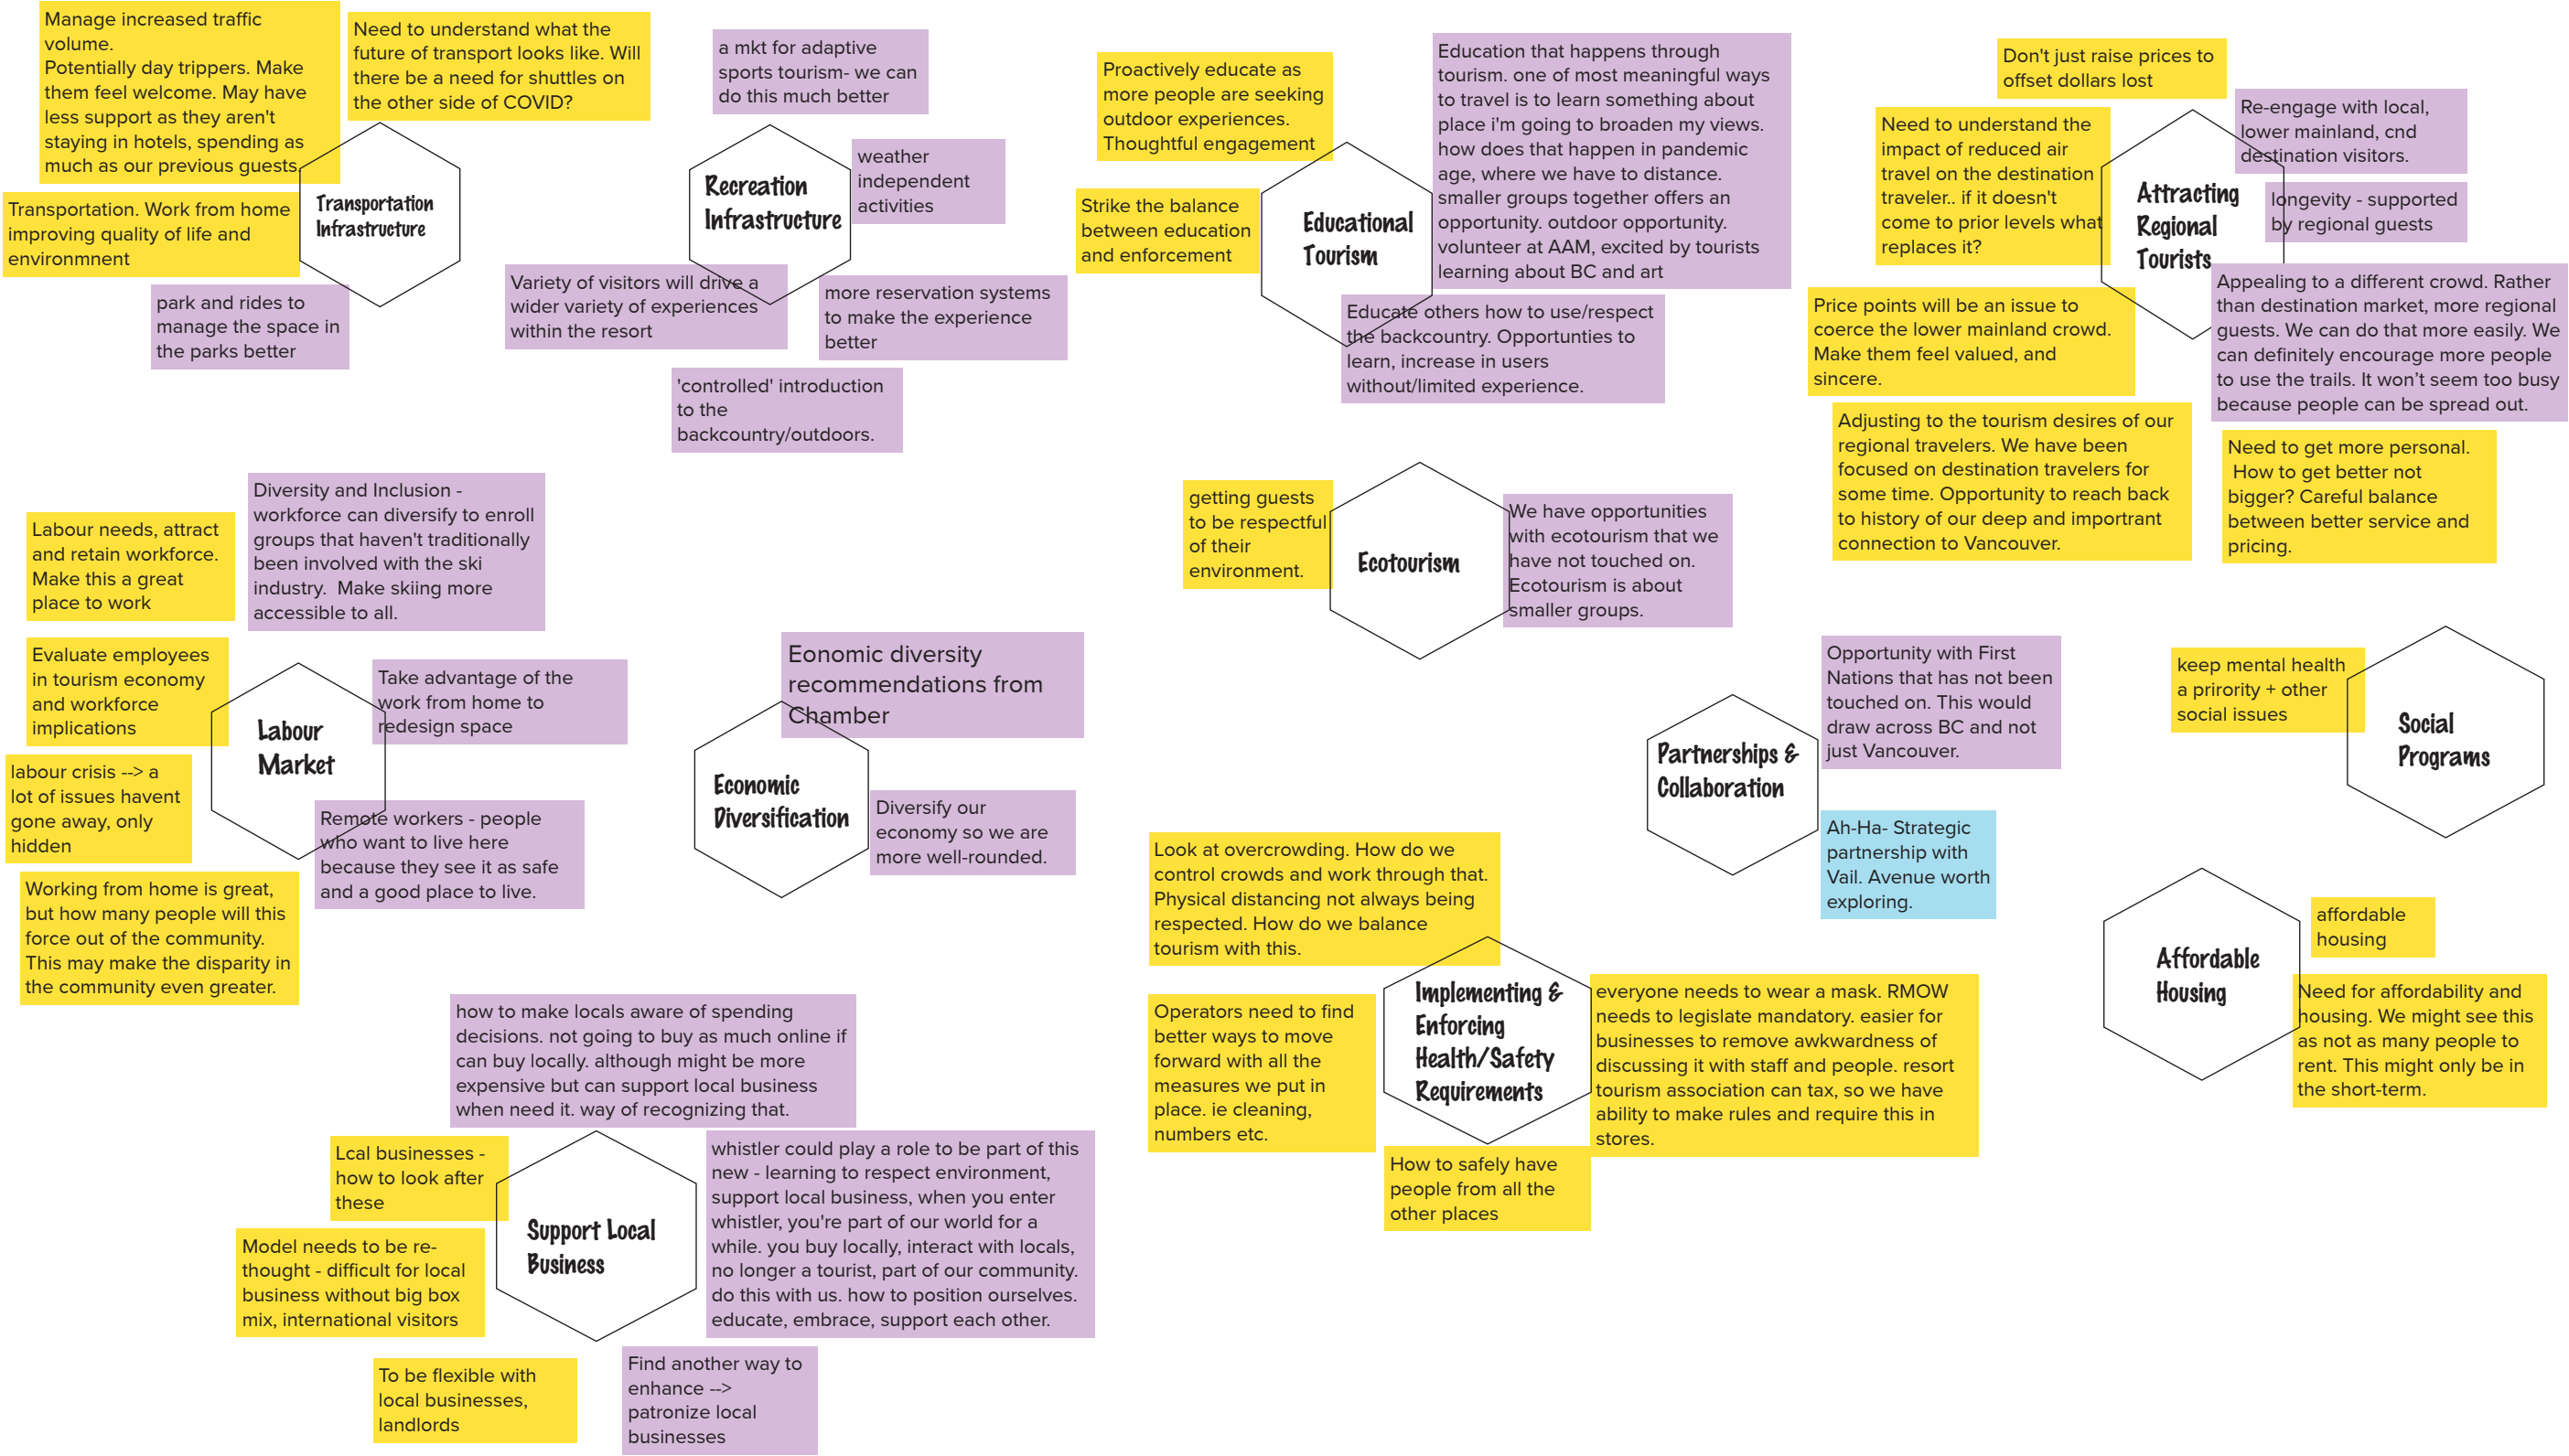 Manage increased traffic
volume.
Potentially day trippers. Make
them feel welcome. May have
less support as they aren't
staying in hotels, spending as
much as our previous guests.
Need to understand what the
future of transport looks like. Will
there be a need for shuttles on
the other side of COVID?
Transportation. Work from home
improving quality of life and
environmnent
Transportation
Infrastructure
park and rides to
manage the space in
the parks better
a mkt for adaptive
sports tourism- we can
do this much better
Recreation
Infrastructure
weather
independent
activities
Variety of visitors will drive a
wider variety of experiences
within the resort
more reservation systems
to make the experience
better
'controlled' introduction
to the
backcountry/outdoors.
Proactively educate as
more people are seeking
outdoor experiences.
Thoughtful engagement
Strike the balance
between education
and enforcement
Educational
Tourism
Education that happens through
tourism. one of most meaningful ways
to travel is to learn something about
place i'm going to broaden my views.
how does that happen in pandemic
age, where we have to distance.
smaller groups together offers an
opportunity. outdoor opportunity.
volunteer at AAM, excited by tourists
learning about BC and art
Educate others how to use/respect
the backcountry. Opportunties to
learn, increase in users
without/limited experience.
Don't just raise prices to
offset dollars lost
Need to understand the
impact of reduced air
travel on the destination
traveler.. if it doesn't
come to prior levels what
replaces it?
Attracting
Regional
Tourists
Re-engage with local,
lower mainland, cnd
destination visitors.
longevity - supported
by regional guests
Price points will be an issue to
coerce the lower mainland crowd.
Make them feel valued, and
sincere.
Appealing to a different crowd. Rather
than destination market, more regional
guests. We can do that more easily. We
can definitely encourage more people
to use the trails. It won’t seem too busy
because people can be spread out.
Adjusting to the tourism desires of our
regional travelers. We have been
focused on destination travelers for
some time. Opportunity to reach back
to history of our deep and importrant
connection to Vancouver.
Need to get more personal.
How to get better not
bigger? Careful balance
between better service and
pricing.
Labour needs, attract
and retain workforce.
Make this a great
place to work
Diversity and Inclusion -
workforce can diversify to enroll
groups that haven't traditionally
been involved with the ski
industry.  Make skiing more
accessible to all.
Evaluate employees
in tourism economy
and workforce
implications
Labour
Market
Take advantage of the
work from home to
redesign space
labour crisis --> a
lot of issues havent
gone away, only
hidden
Remote workers - people
who want to live here
because they see it as safe
and a good place to live.
Working from home is great,
but how many people will this
force out of the community.
This may make the disparity in
the community even greater.
Eonomic diversity
recommendations from
Chamber
Economic
Diversification
Diversify our
economy so we are
more well-rounded.
getting guests
to be respectful
of their
environment.
Ecotourism
We have opportunities
with ecotourism that we
have not touched on.
Ecotourism is about
smaller groups.
Partnerships &
Collaboration
Opportunity with First
Nations that has not been
touched on. This would
draw across BC and not
just Vancouver.
Ah-Ha- Strategic
partnership with
Vail. Avenue worth
exploring.
keep mental health
a prirority + other
social issues
Social
Programs
Affordable
Housing
affordable
housing
Need for affordability and
housing. We might see this
as not as many people to
rent. This might only be in
the short-term.
Look at overcrowding. How do we
control crowds and work through that.
Physical distancing not always being
respected. How do we balance
tourism with this.
Operators need to find
better ways to move
forward with all the
measures we put in
place. ie cleaning,
numbers etc.
Implementing &
Enforcing
Health/Safety
Requirements
everyone needs to wear a mask. RMOW
needs to legislate mandatory. easier for
businesses to remove awkwardness of
discussing it with staff and people. resort
tourism association can tax, so we have
ability to make rules and require this in
stores.
How to safely have
people from all the
other places
how to make locals aware of spending
decisions. not going to buy as much online if
can buy locally. although might be more
expensive but can support local business
when need it. way of recognizing that.
Lcal businesses -
how to look after
these
Model needs to be re-
thought - difficult for local
business without big box
mix, international visitors
Support Local
Business
whistler could play a role to be part of this
new - learning to respect environment,
support local business, when you enter
whistler, you're part of our world for a
while. you buy locally, interact with locals,
no longer a tourist, part of our community.
do this with us. how to position ourselves.
educate, embrace, support each other.
To be flexible with
local businesses,
landlords
Find another way to
enhance -->
patronize local
businesses